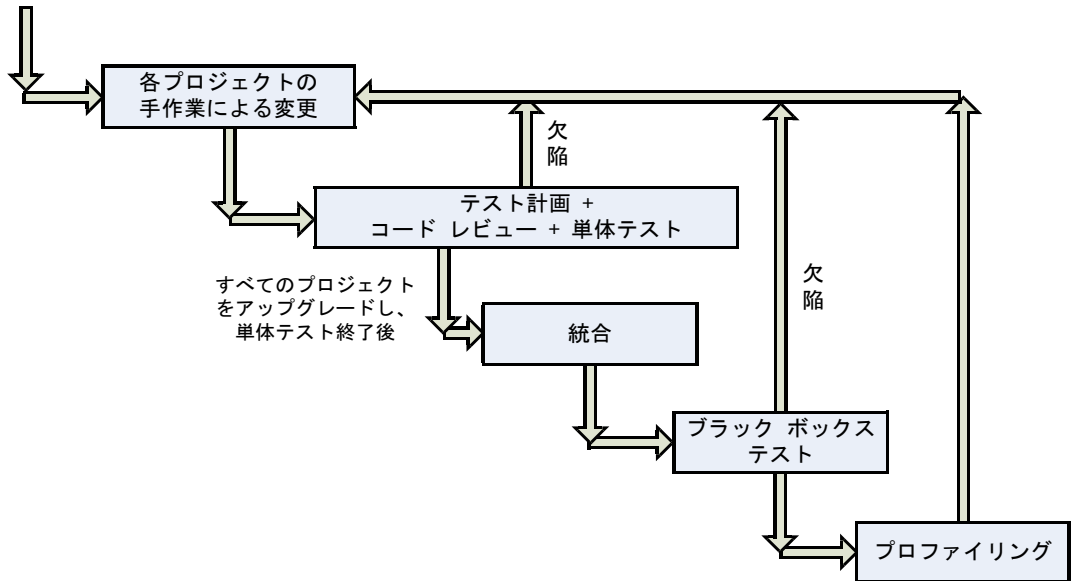 各プロジェクトの
手作業による変更
欠
陥
テスト計画 +
コード レビュー + 単体テスト
すべてのプロジェクト
をアップグレードし、
単体テスト終了後
欠
陥
統合
ブラック ボックス
テスト
プロファイリング